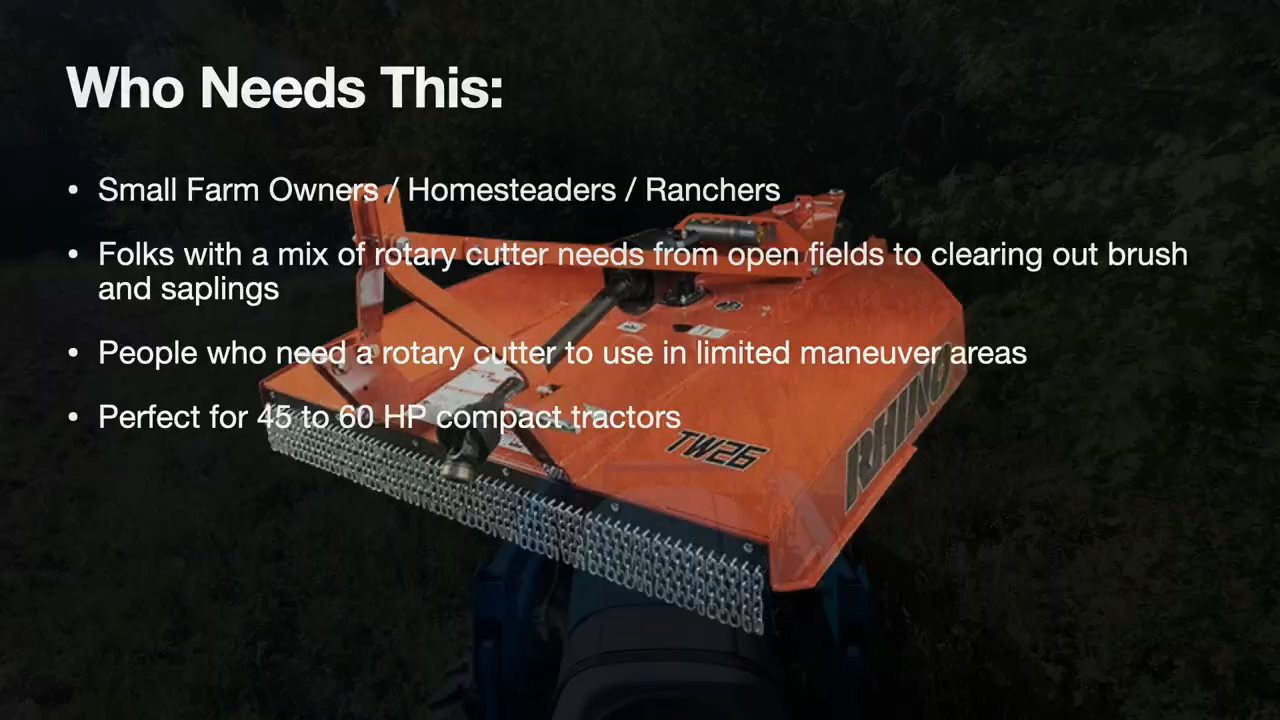 Who Needs This:
• Small Farm Owners / Homesteaders / Ranchers
• Folks with a mix of rotary cutter needs from open fields to clearing out brush
and saplings
• People who need a rotary cutter to use in limited maneuver areas
• Perfect for 45 to 60 HP compact tractors
TW26
RHINO